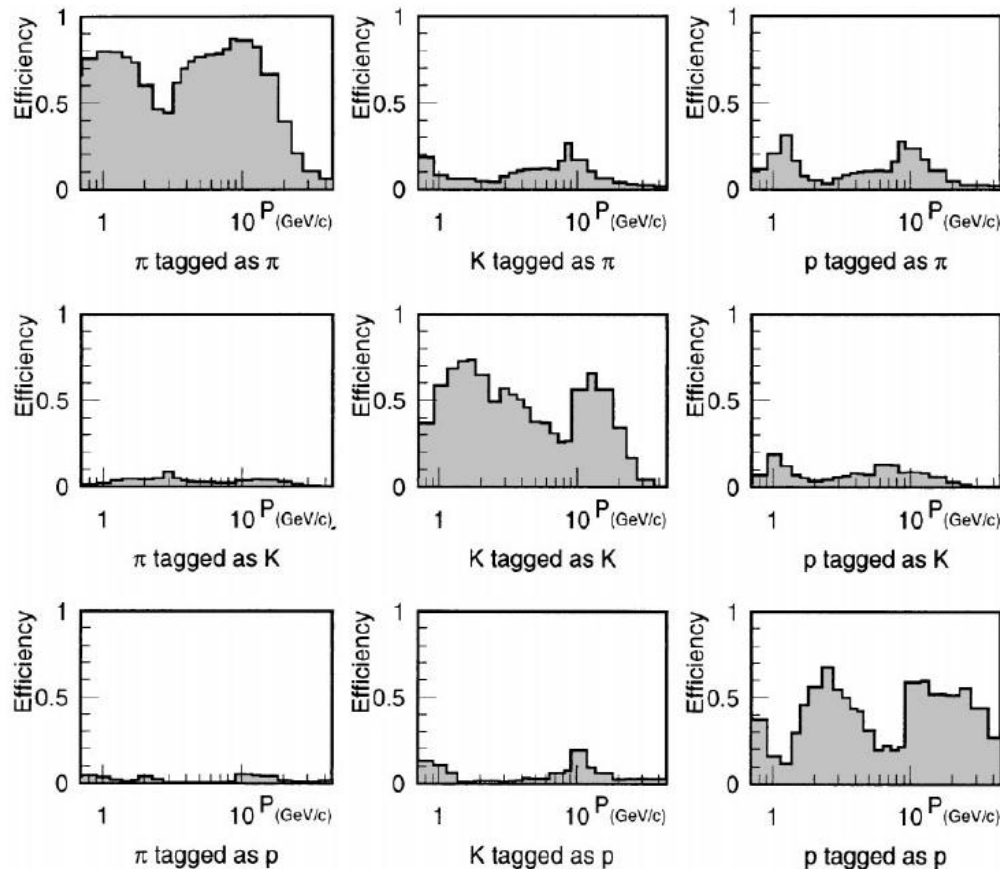 1 1 1
Efficiency Efficiency Efficiency
0.5 0.5 0.5
0 0 0
1 10 P (GeV/c) 1 10 P (GeV/c) 1 10 P (GeV/c)
π tagged as π K tagged as π p tagged as π
1 1 1
Efficiency Efficiency Efficiency
0.5 0.5 0.5
0 0 0
1 10 P (GeV/c) 1 10 P (GeV/c) 1 10 P (GeV/c)
π tagged as K K tagged as K p tagged as K
1 1 1
Efficiency Efficiency Efficiency
0.5 0.5 0.5
0 0 0
1 10 P (GeV/c) 1 10 P (GeV/c) 1 10 P (GeV/c)
π tagged as p K tagged as p p tagged as p